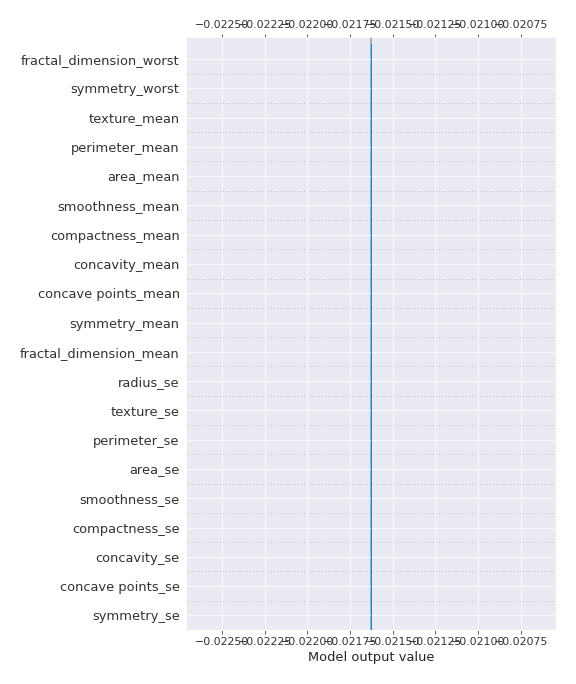 −0.02250 −0.02225 −0.02200 −0.02175 −0.02150 −0.02125 −0.02100 −0.02075
fractal_dimension_worst
symmetry_worst
texture_mean
perimeter_mean
area_mean
smoothness_mean
compactness_mean
concavity_mean
concave points_mean
symmetry_mean
fractal_dimension_mean
radius_se
texture_se
perimeter_se
area_se
smoothness_se
compactness_se
concavity_se
concave points_se
symmetry_se
−0.02250 −0.02225 −0.02200 −0.02175 −0.02150 −0.02125 −0.02100 −0.02075
Model output value